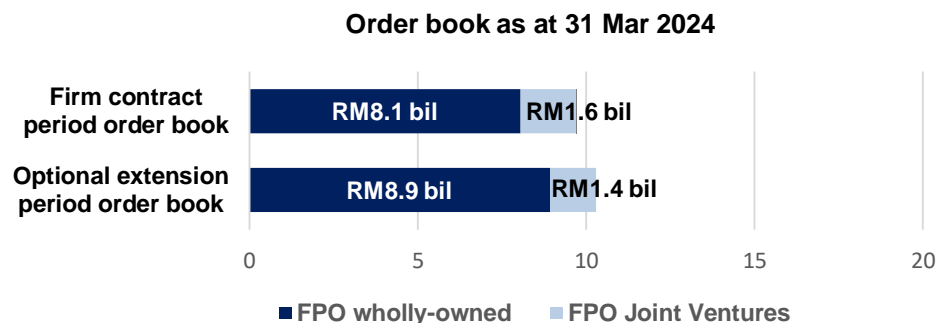 Order book as at 31 Mar 2024
Firm contract
period order book
RM8.1 bil
RM1.6 bil
Optional extension
period order book
RM8.9 bil
RM1.4 bil
0
5
10
15
20
FPO wholly-owned
FPO Joint Ventures